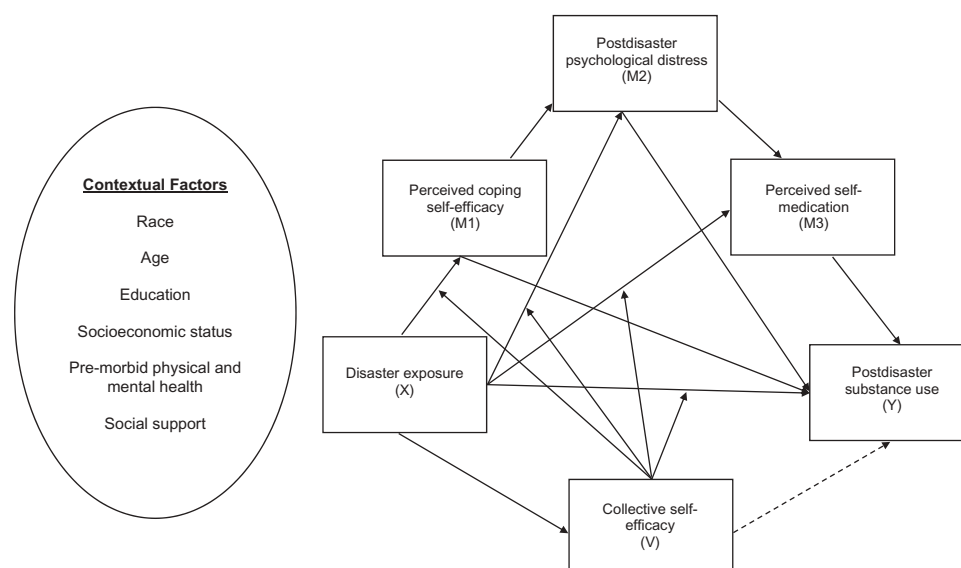 Contextual Factors
Race
Age
Education
Socioeconomic status
Pre-morbid physical and
mental health
Social support
Postdisaster
psychological distress
(M2)
Perceived coping
self-efficacy
(M1)
Perceived self-
medication
(M3)
Disaster exposure
(X)
Postdisaster
substance use
(Y)
Collective self-
efficacy
(V)